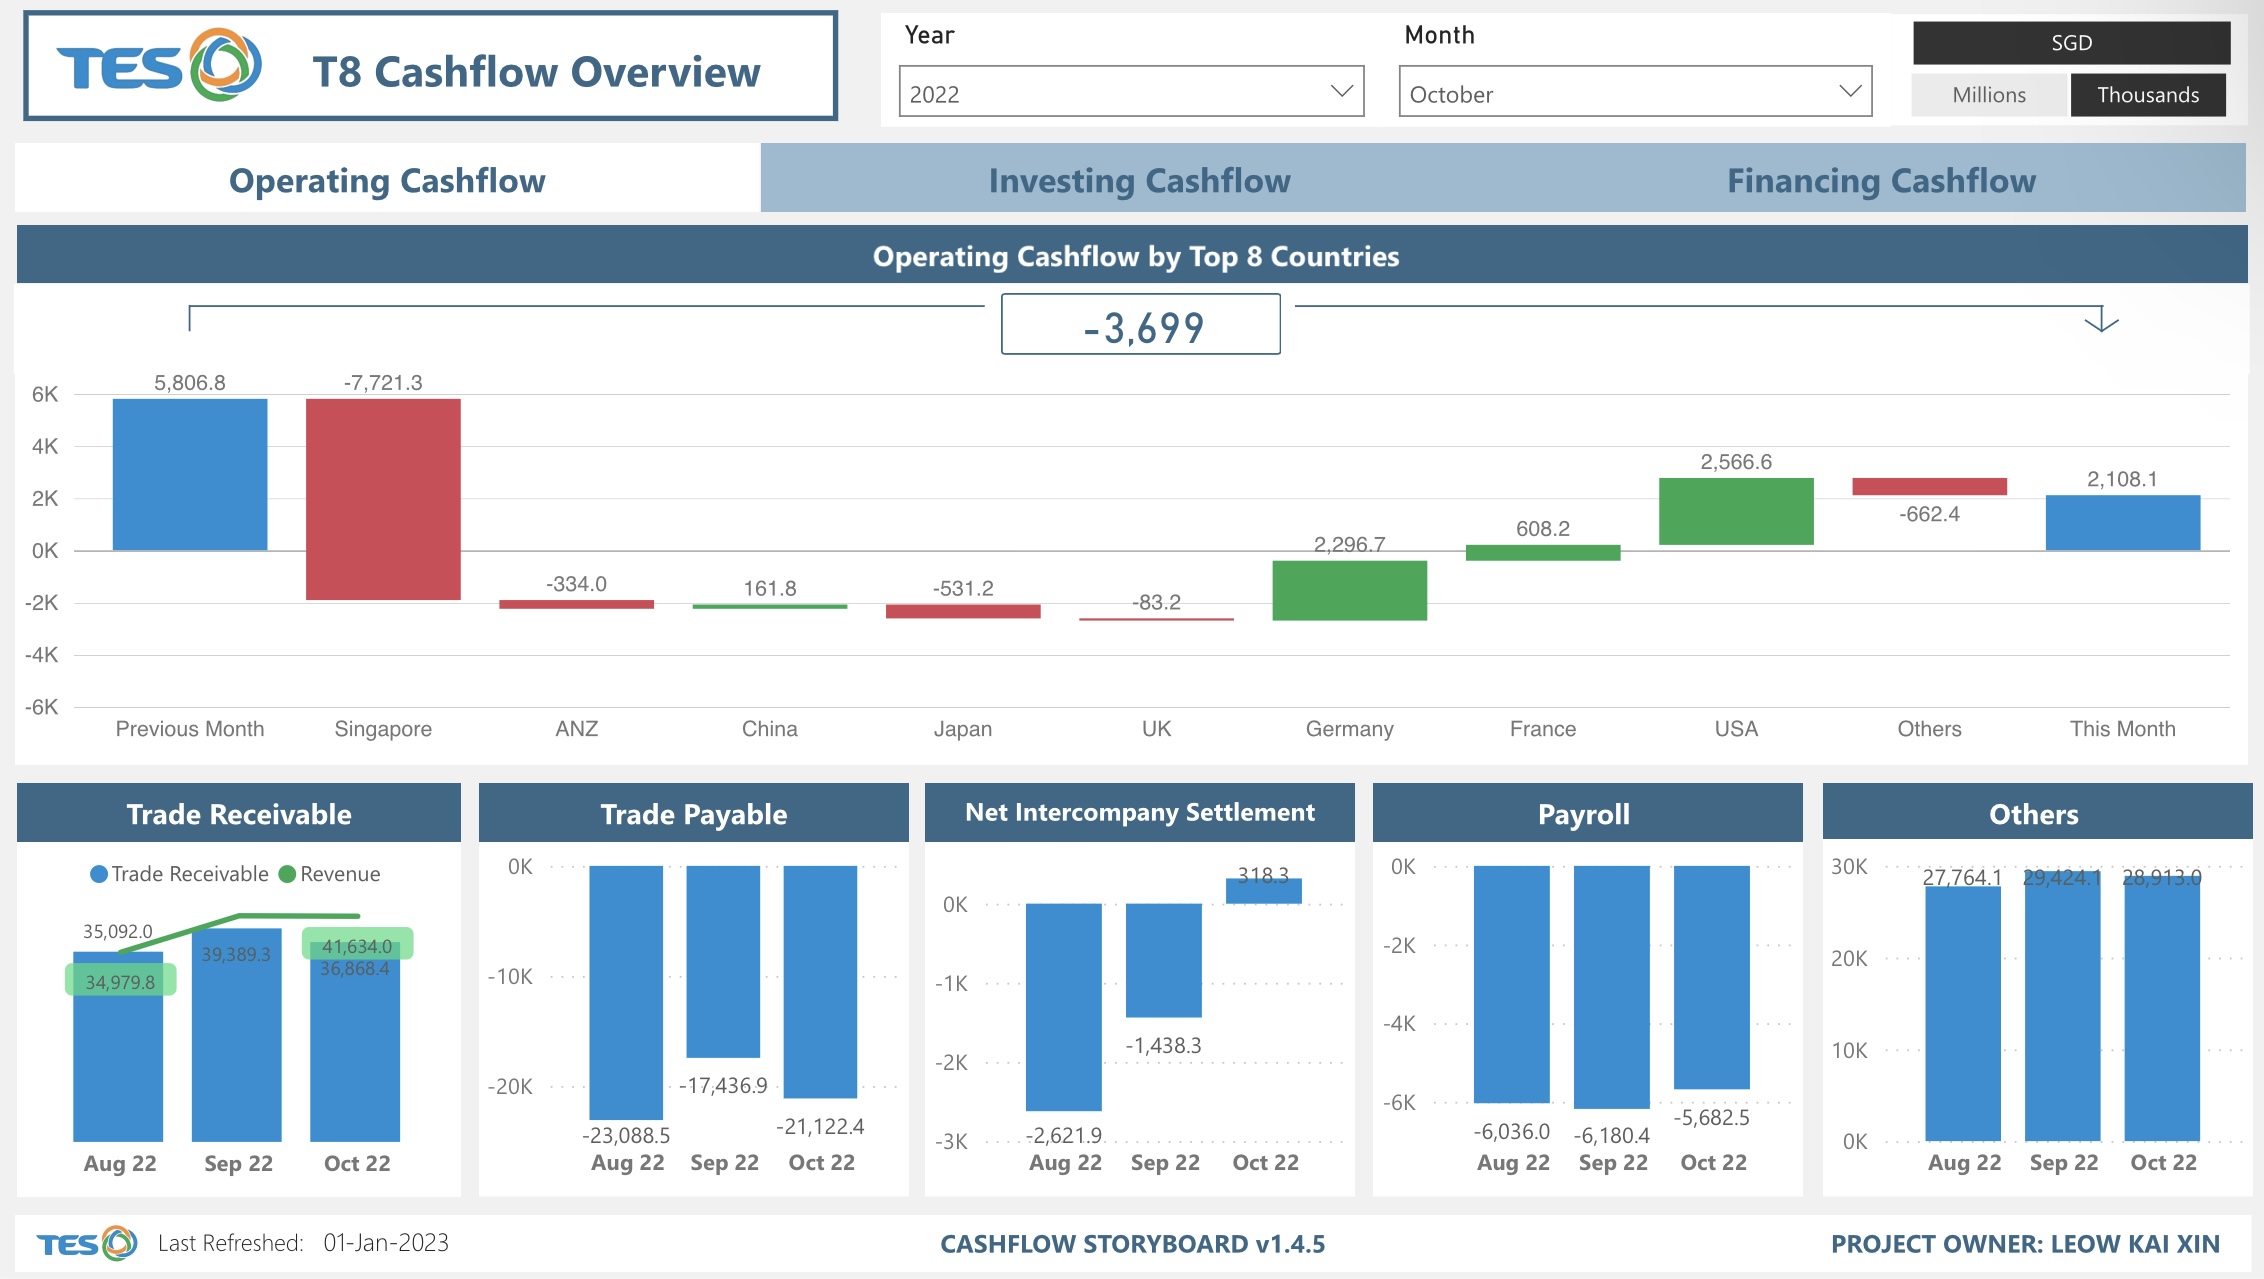 TES
T8 Cashflow Overview
Year
2022
Month
October
SGD
Millions
Thousands
Operating Cashflow
Investing Cashflow
Financing Cashflow
Operating Cashflow by Top 8 Countries
-3,699
6K
4K
2K
0K
-2K
-4K
-6K
5,806.8
-7,721.3
-334.0
161.8
-531.2
-83.2
2,296.7
608.2
2,566.6
-662.4
2,108.1
Previous Month
Singapore
ANZ
China
Japan
UK
Germany
France
USA
Others
This Month
Trade Receivable
Trade Receivable
Revenue
35,092.0
34,979.8
39,389.3
41,634.0
36,868.4
Aug 22
Sep 22
Oct 22
Trade Payable
0K
-10K
-20K
-23,088.5
-17,436.9
-21,122.4
Aug 22
Sep 22
Oct 22
Net Intercompany Settlement
0K
-1K
-2K
-3K
-2,621.9
-1,438.3
318.3
Aug 22
Sep 22
Oct 22
Payroll
0K
-2K
-4K
-6K
-6,036.0
-6,180.4
-5,682.5
Aug 22
Sep 22
Oct 22
Others
30K
20K
10K
0K
27,764.1
29,424.1
28,913.0
Aug 22
Sep 22
Oct 22
TES
Last Refreshed: 01-Jan-2023
CASHFLOW STORYBOARD v1.4.5
PROJECT OWNER: LEOW KAI XIN